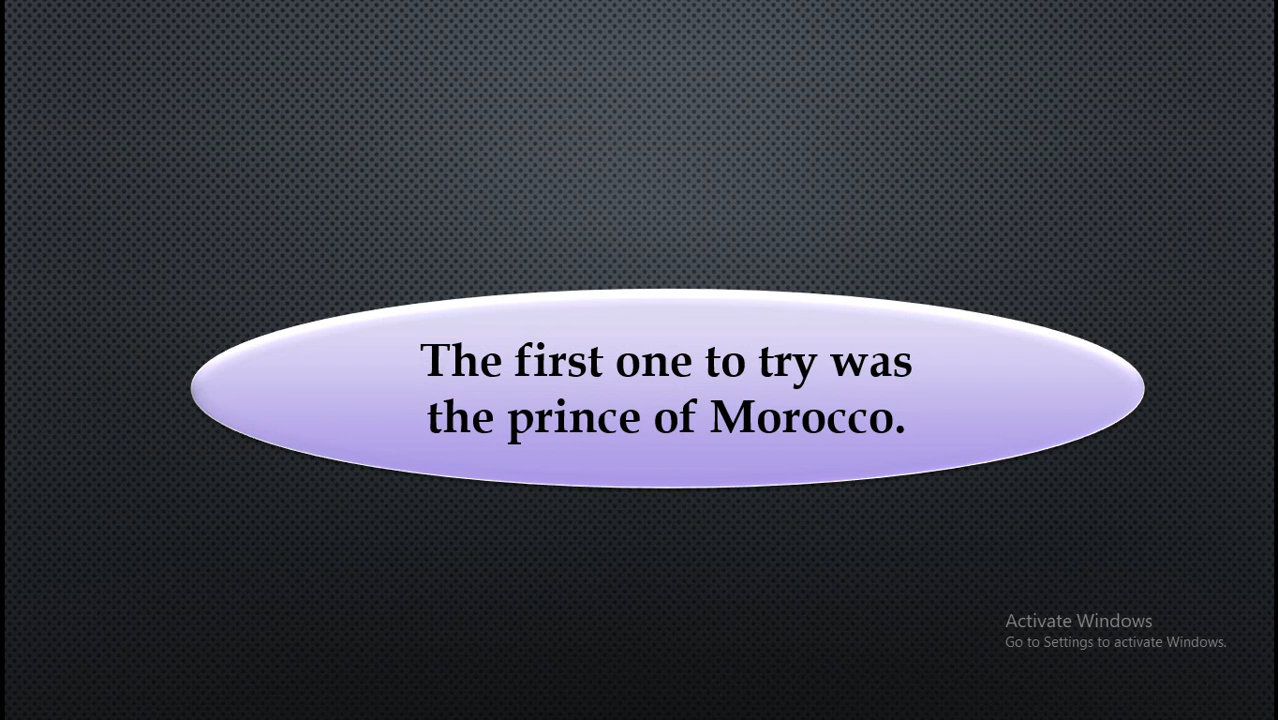 The first one to try was
the prince of Morocco.
Activate Windows
Go to Settings to activate Windows.